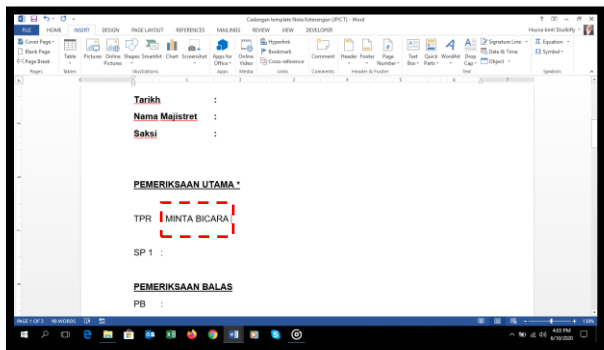 Cadangan template Nota Keterangan (JPICT) - Word
FILE HOME INSERT DESIGN PAGE LAYOUT REFERENCES MAILINGS REVIEW VIEW DEVELOPER
Cover Page
Blank Page
Page Break
Table
Pictures
Online Pictures
Shapes
SmartArt
Chart
Screenshot
Apps for Office
Online Video
Hyperlink
Bookmark
Cross-reference
Comment
Header
Footer
Page Number
Text Box
Quick Parts
WordArt
Drop Cap
Signature Line
Date & Time
Object
Equation
Symbol
Pages Tables Illustrations Apps Media Links Comments Header & Footer Text Symbols
Tarikh :
Nama Majistret :
Saksi :
PEMERIKSAAN UTAMA *
TPR MINTA BICARA
SP 1 :
PEMERIKSAAN BALAS
PB :
PAGE 1 OF 2 98 WORDS
130%
4:03 PM
6/10/2020